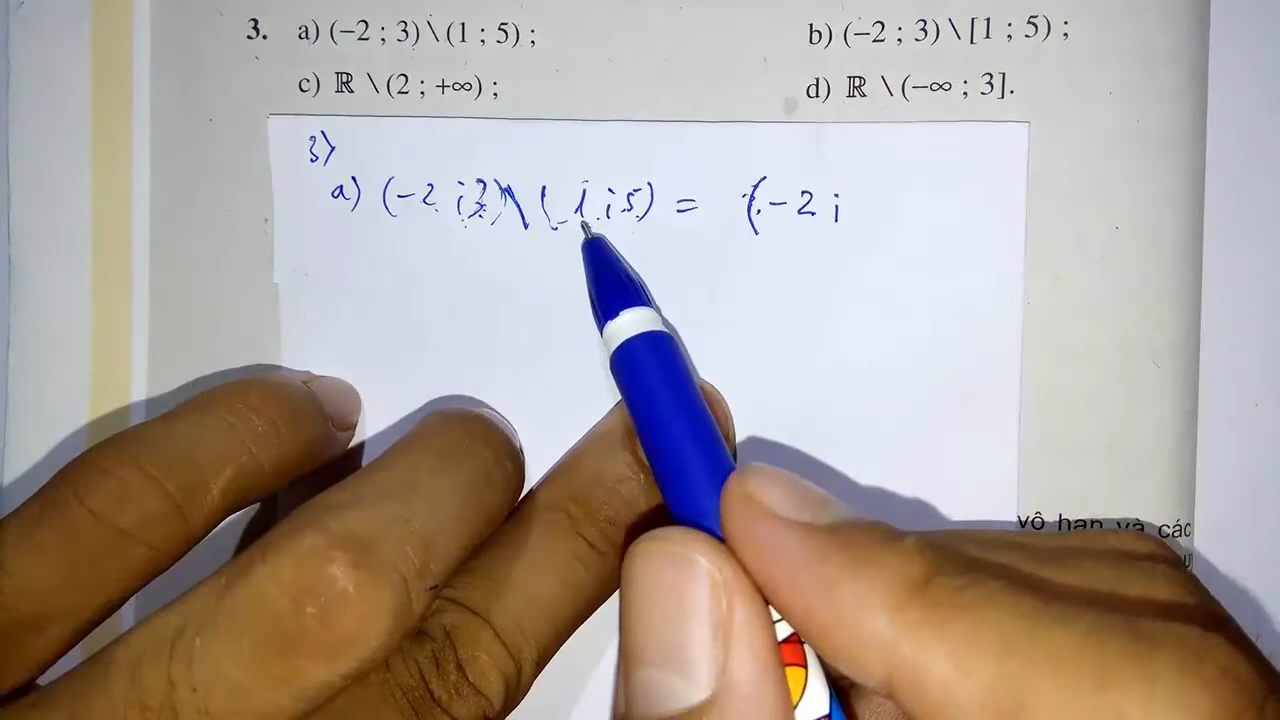 3. a) (−2 ; 3) \ (1 ; 5) ; b) (−2 ; 3) \ [1 ; 5) ;
c) ℝ \ (2 ; +∞) ; d) ℝ \ (−∞ ; 3].
3)
a) (-2 ; 3) \ ( 1 ; 5) = (-2 ;
vô hạn và các